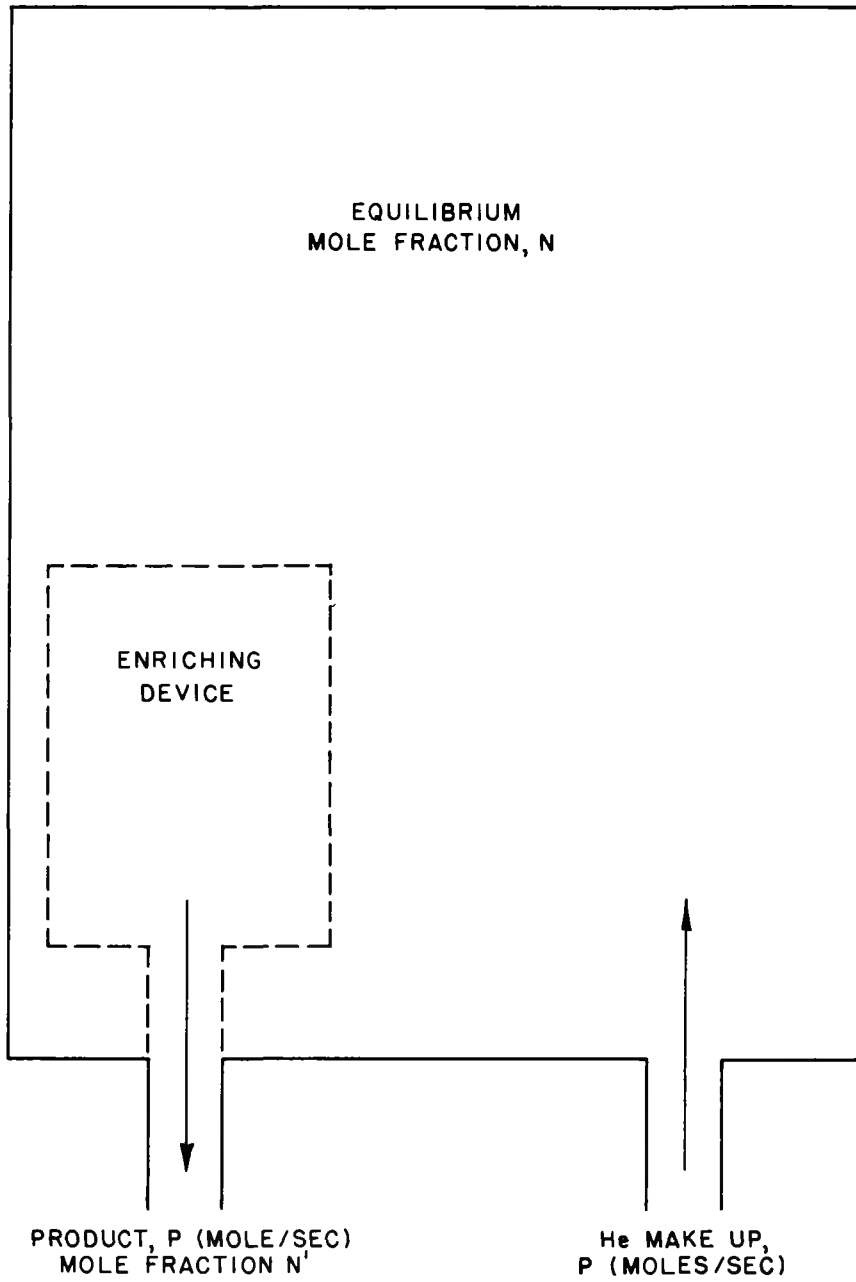 EQUILIBRIUM
MOLE FRACTION, N
ENRICHING
DEVICE
PRODUCT, P (MOLE/SEC)
MOLE FRACTION N'
He MAKE UP,
P (MOLES/SEC)